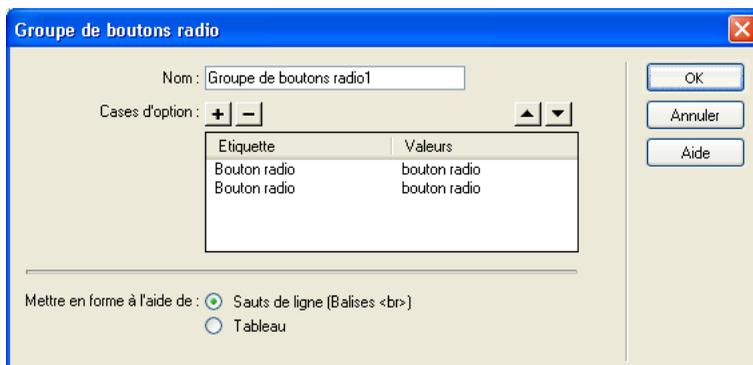 Groupe de boutons radio
Nom : Groupe de boutons radio1
OK
Cases d'option : + −
Annuler
Aide
Etiquette Valeurs
Bouton radio bouton radio
Bouton radio bouton radio
Mettre en forme à l'aide de : Sauts de ligne (Balises <br>)
Tableau